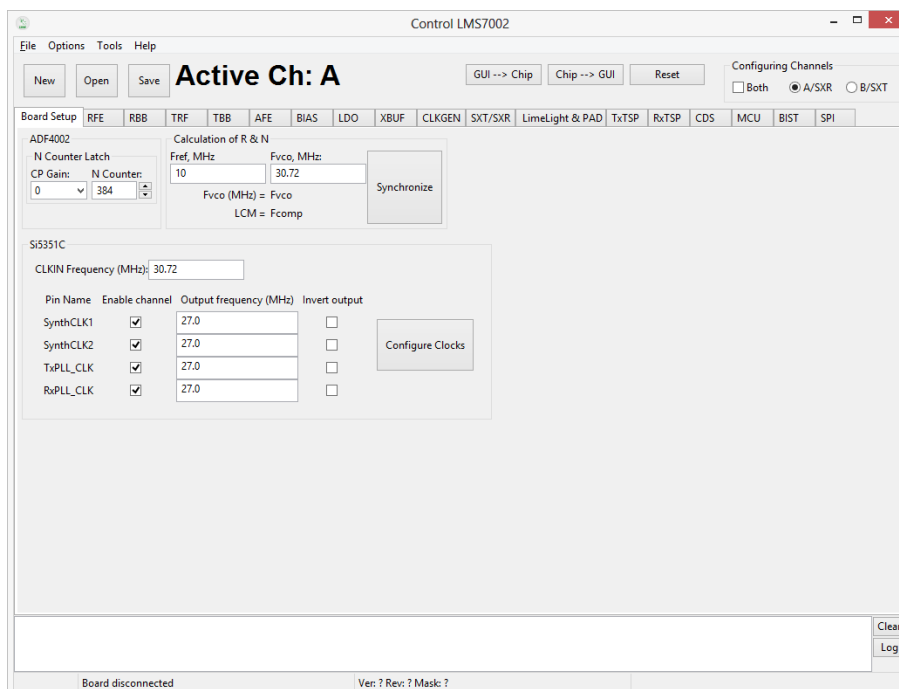 Control LMS7002
File Options Tools Help
New Open Save Active Ch: A GUI --> Chip Chip --> GUI Reset Configuring Channels
Both A/SXR B/SXT
Board Setup RFE RBB TRF TBB AFE BIAS LDO XBUF CLKGEN SXT/SXR LimeLight & PAD TxTSP RxTSP CDS MCU BIST SPI
ADF4002 Calculation of R & N
N Counter Latch Fref, MHz Fvco, MHz:
CP Gain: N Counter: 10 30.72
0 384 Synchronize
Fvco (MHz) = Fvco
LCM = Fcomp
Si5351C
CLKIN Frequency (MHz): 30.72
Pin Name Enable channel Output frequency (MHz) Invert output
SynthCLK1 27.0
SynthCLK2 27.0 Configure Clocks
TxPLL_CLK 27.0
RxPLL_CLK 27.0
Clear
Log
Board disconnected Ver: ? Rev: ? Mask: ?